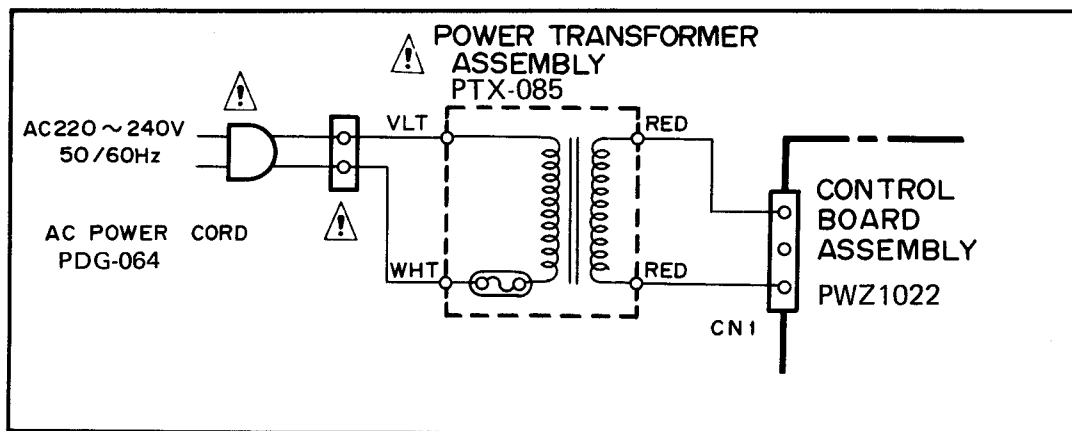 POWER TRANSFORMER
ASSEMBLY
PTX-085
AC220~240V
50/60Hz
VLT
RED
AC POWER CORD
PDG-064
WHT
RED
CONTROL
BOARD
ASSEMBLY
PWZ1022
CN1